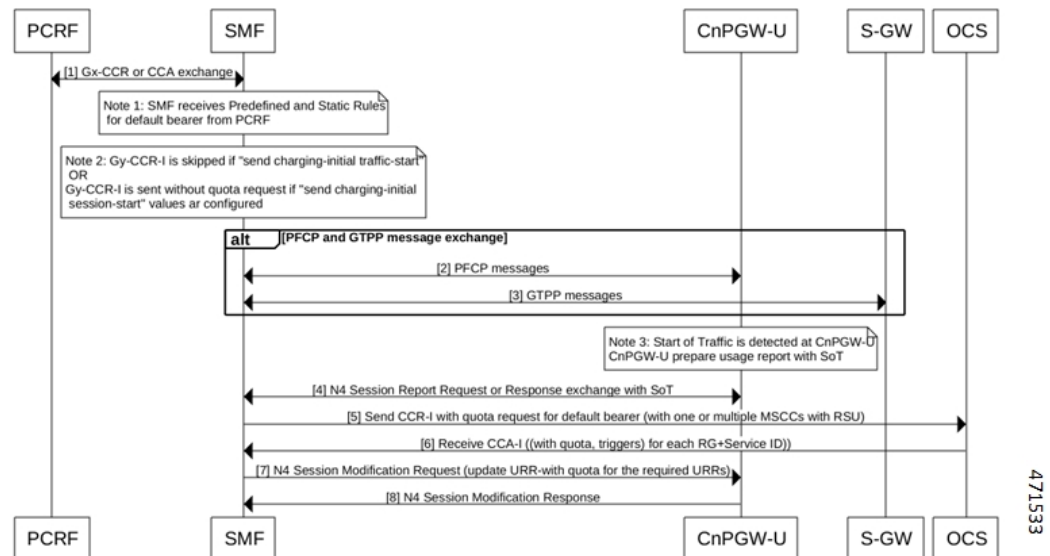 PCRF SMF CnPGW-U S-GW OCS
[1] Gx-CCR or CCA exchange
Note 1: SMF receives Predefined and Static Rules
for default bearer from PCRF
Note 2: Gy-CCR-I is skipped if "send charging-initial traffic-start"
OR
Gy-CCR-I is sent without quota request if "send charging-initial
session-start" values ar configured
alt [PFCP and GTPP message exchange]
[2] PFCP messages
[3] GTPP messages
Note 3: Start of Traffic is detected at CnPGW-U
CnPGW-U prepare usage report with SoT
[4] N4 Session Report Request or Response exchange with SoT
[5] Send CCR-I with quota request for default bearer (with one or multiple MSCCs with RSU)
[6] Receive CCA-I ((with quota, triggers) for each RG+Service ID))
[7] N4 Session Modification Request (update URR-with quota for the required URRs)
[8] N4 Session Modification Response
PCRF SMF CnPGW-U S-GW OCS
471533